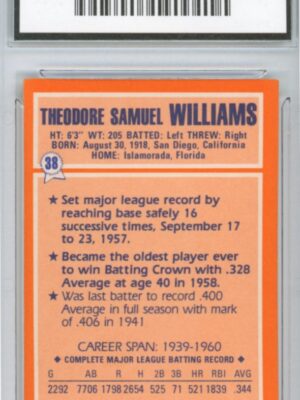 THEODORE SAMUEL WILLIAMS
HT: 6'3" WT: 205 BATTED: Left THREW: Right
BORN: August 30, 1918, San Diego, California
HOME: Islamorada, Florida
38
★ Set major league record by
reaching base safely 16
successive times, September 17
to 23, 1957.
★ Became the oldest player ever
to win Batting Crown with .328
Average at age 40 in 1958.
★ Was last batter to record .400
Average in full season with mark
of .406 in 1941
CAREER SPAN: 1939-1960
◆ COMPLETE MAJOR LEAGUE BATTING RECORD ◆
G AB R H 2B 3B HR RBI AVG
2292 7706 1798 2654 525 71 521 1839 .344